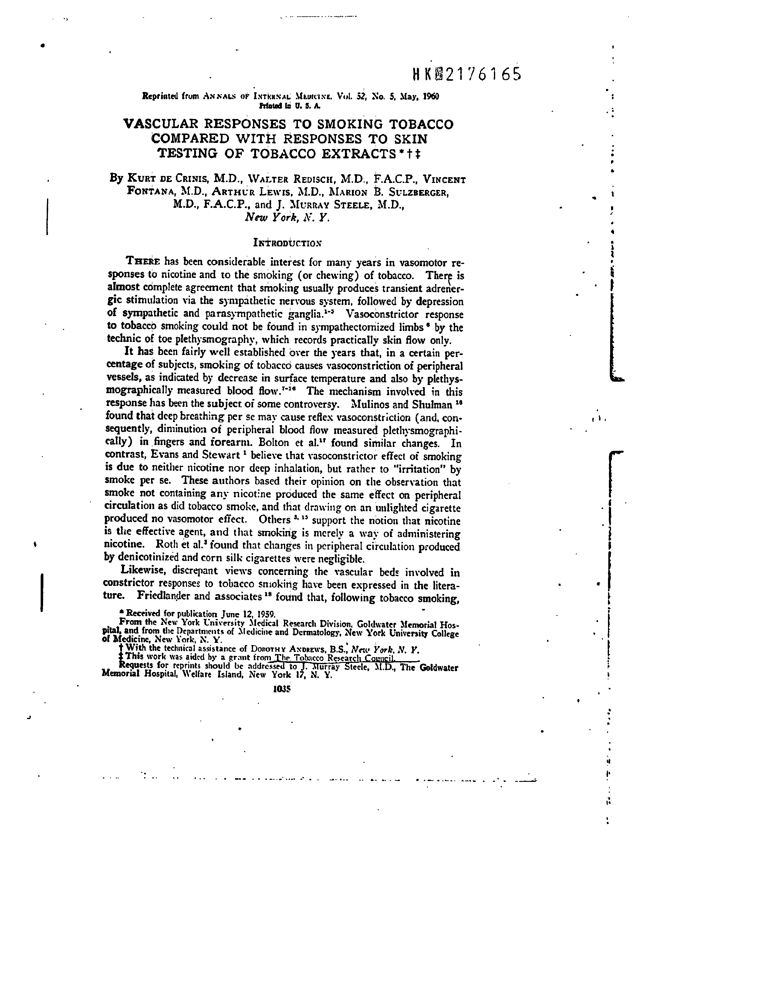 HK02176165
Reprinted from ANNALS OF INTERNAL MEDICINE, Vol. 52, No. 5, May, 1960
Printed in U. S. A.
VASCULAR RESPONSES TO SMOKING TOBACCO
COMPARED WITH RESPONSES TO SKIN
TESTING OF TOBACCO EXTRACTS*†‡
By KURT DE CRINIS, M.D., WALTER REDISCH, M.D., F.A.C.P., VINCENT
FONTANA, M.D., ARTHUR LEWIS, M.D., MARION B. SULZBERGER,
M.D., F.A.C.P., and J. MURRAY STEELE, M.D.,
New York, N. Y.
INTRODUCTION
THERE has been considerable interest for many years in vasomotor re-
sponses to nicotine and to the smoking (or chewing) of tobacco. There is
almost complete agreement that smoking usually produces transient adrener-
gic stimulation via the sympathetic nervous system, followed by depression
of sympathetic and parasympathetic ganglia.1-5 Vasoconstrictor response
to tobacco smoking could not be found in sympathectomized limbs 6 by the
technic of toe plethysmography, which records practically skin flow only.
It has been fairly well established over the years that, in a certain per-
centage of subjects, smoking of tobacco causes vasoconstriction of peripheral
vessels, as indicated by decrease in surface temperature and also by plethys-
mographically measured blood flow.7-16 The mechanism involved in this
response has been the subject of some controversy. Mulinos and Shulman 16
found that deep breathing per se may cause reflex vasoconstriction (and, con-
sequently, diminution of peripheral blood flow measured plethysmographi-
cally) in fingers and forearm. Bolton et al.17 found similar changes. In
contrast, Evans and Stewart 1 believe that vasoconstrictor effect of smoking
is due to neither nicotine nor deep inhalation, but rather to "irritation" by
smoke per se. These authors based their opinion on the observation that
smoke not containing any nicotine produced the same effect on peripheral
circulation as did tobacco smoke, and that drawing on an unlighted cigarette
produced no vasomotor effect. Others 3, 15 support the notion that nicotine
is the effective agent, and that smoking is merely a way of administering
nicotine. Roth et al.3 found that changes in peripheral circulation produced
by denicotinized and corn silk cigarettes were negligible.
Likewise, discrepant views concerning the vascular beds involved in
constrictor responses to tobacco smoking have been expressed in the litera-
ture. Friedlander and associates 18 found that, following tobacco smoking,
* Received for publication June 12, 1959.
From the New York University Medical Research Division, Goldwater Memorial Hos-
pital, and from the Departments of Medicine and Dermatology, New York University College
of Medicine, New York, N. Y.
† With the technical assistance of DOROTHY ANDREWS, B.S., New York, N. Y.
‡ This work was aided by a grant from The Tobacco Research Council.
Requests for reprints should be addressed to J. Murray Steele, M.D., The Goldwater
Memorial Hospital, Welfare Island, New York 17, N. Y.
1035